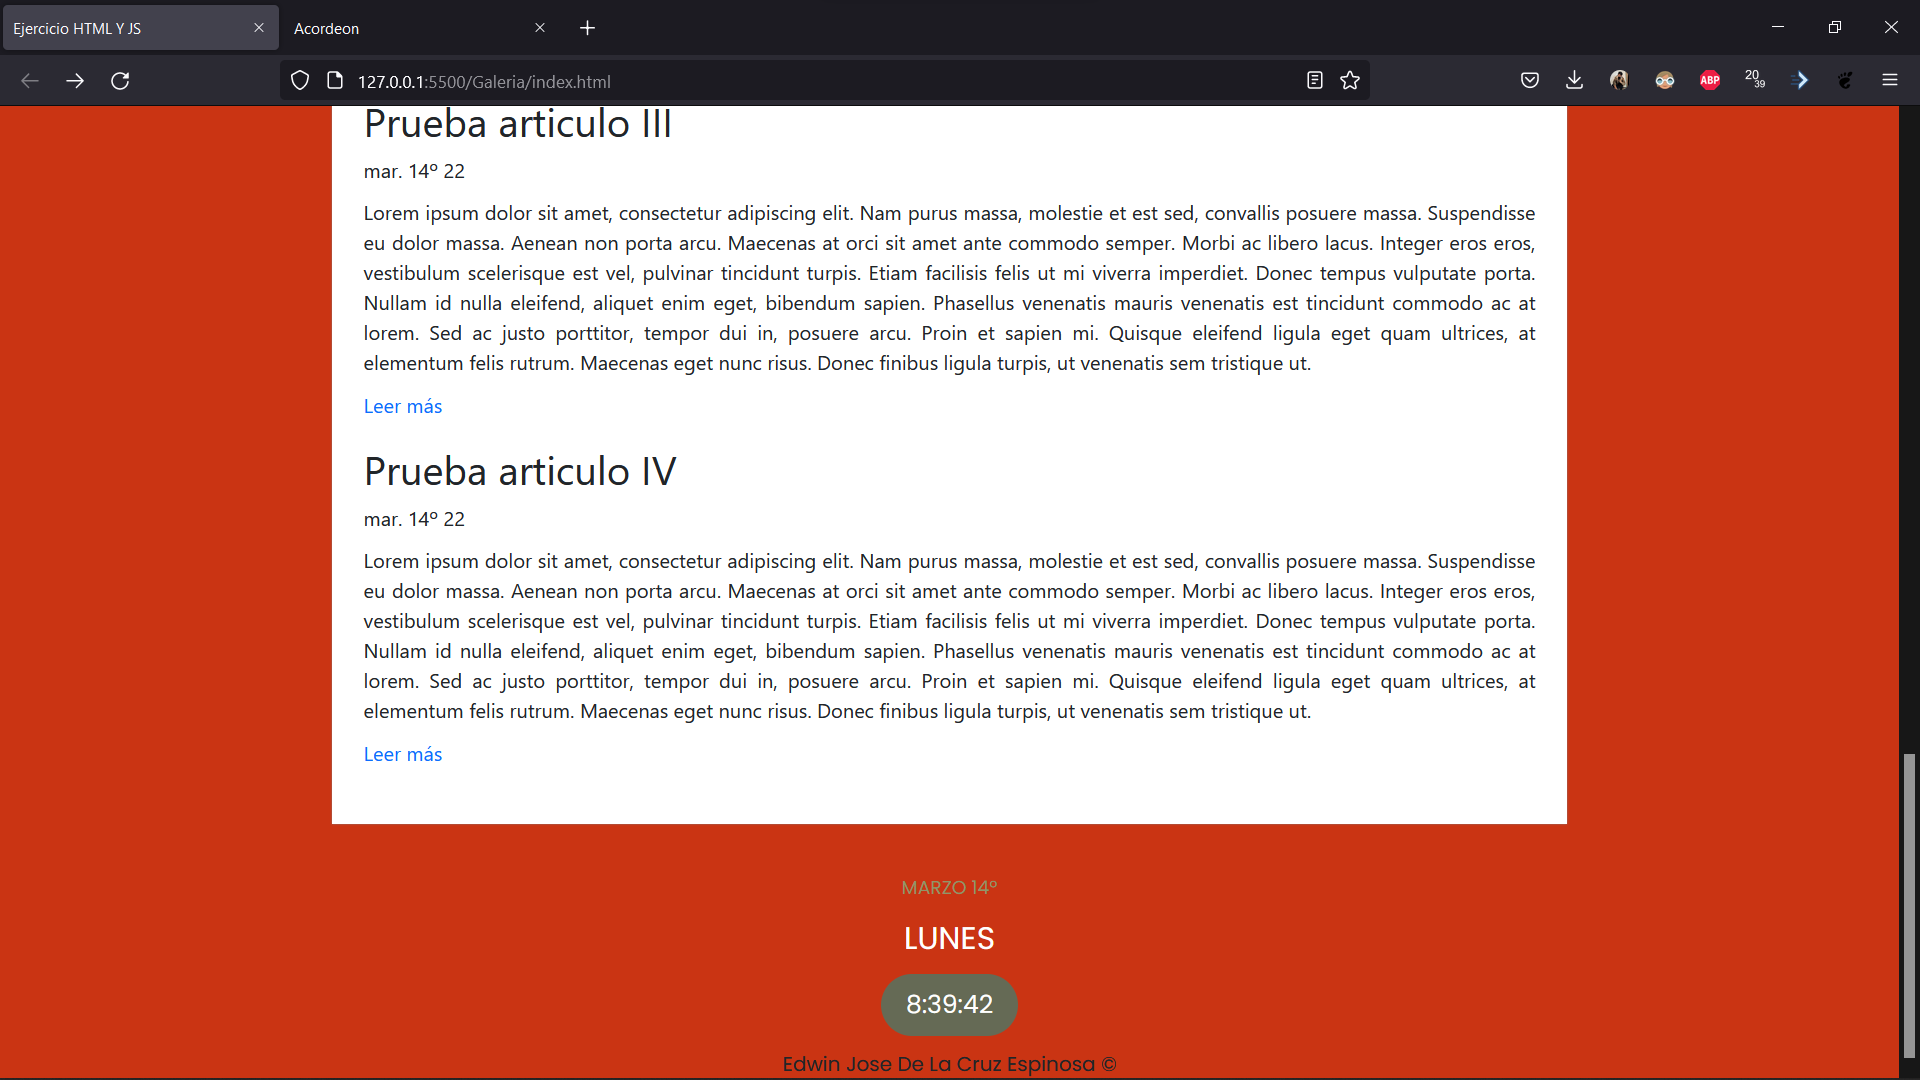 Ejercicio HTML Y JS
Acordeon
127.0.0.1:5500/Galeria/index.html
ABP
20
39
Prueba articulo III
mar. 14º 22
Lorem ipsum dolor sit amet, consectetur adipiscing elit. Nam purus massa, molestie et est sed, convallis posuere massa. Suspendisse
eu dolor massa. Aenean non porta arcu. Maecenas at orci sit amet ante commodo semper. Morbi ac libero lacus. Integer eros eros,
vestibulum scelerisque est vel, pulvinar tincidunt turpis. Etiam facilisis felis ut mi viverra imperdiet. Donec tempus vulputate porta.
Nullam id nulla eleifend, aliquet enim eget, bibendum sapien. Phasellus venenatis mauris venenatis est tincidunt commodo ac at
lorem. Sed ac justo porttitor, tempor dui in, posuere arcu. Proin et sapien mi. Quisque eleifend ligula eget quam ultrices, at
elementum felis rutrum. Maecenas eget nunc risus. Donec finibus ligula turpis, ut venenatis sem tristique ut.
Leer más
Prueba articulo IV
mar. 14º 22
Lorem ipsum dolor sit amet, consectetur adipiscing elit. Nam purus massa, molestie et est sed, convallis posuere massa. Suspendisse
eu dolor massa. Aenean non porta arcu. Maecenas at orci sit amet ante commodo semper. Morbi ac libero lacus. Integer eros eros,
vestibulum scelerisque est vel, pulvinar tincidunt turpis. Etiam facilisis felis ut mi viverra imperdiet. Donec tempus vulputate porta.
Nullam id nulla eleifend, aliquet enim eget, bibendum sapien. Phasellus venenatis mauris venenatis est tincidunt commodo ac at
lorem. Sed ac justo porttitor, tempor dui in, posuere arcu. Proin et sapien mi. Quisque eleifend ligula eget quam ultrices, at
elementum felis rutrum. Maecenas eget nunc risus. Donec finibus ligula turpis, ut venenatis sem tristique ut.
Leer más
MARZO 14º
LUNES
8:39:42
Edwin Jose De La Cruz Espinosa ©